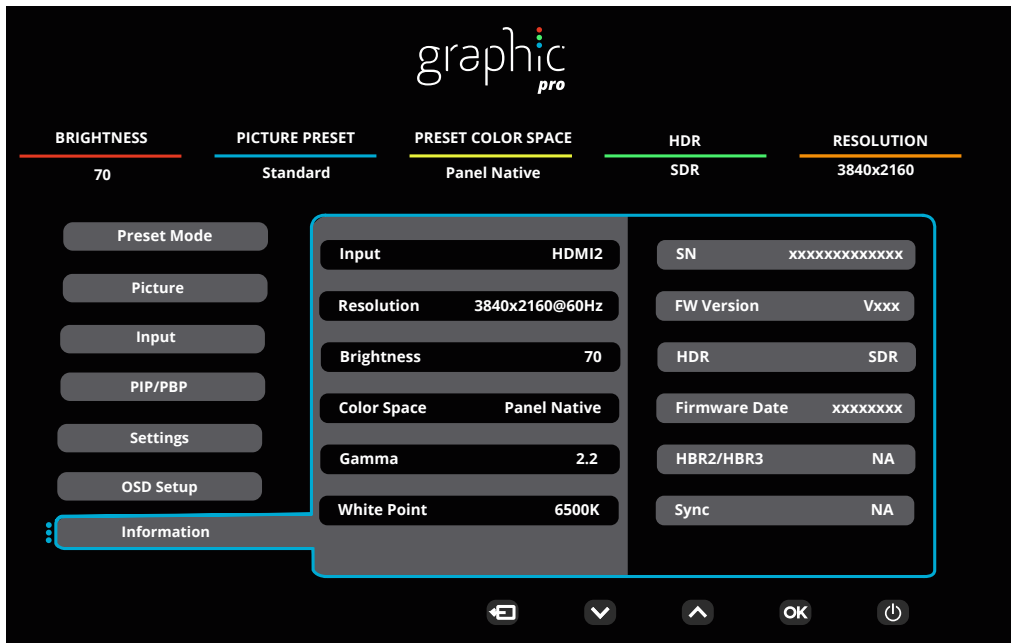 graphic
pro
BRIGHTNESS PICTURE PRESET PRESET COLOR SPACE HDR RESOLUTION
70 Standard Panel Native SDR 3840x2160
Preset Mode
Picture
Input
PIP/PBP
Settings
OSD Setup
Information
Input HDMI2
Resolution 3840x2160@60Hz
Brightness 70
Color Space Panel Native
Gamma 2.2
White Point 6500K
SN xxxxxxxxxxxxx
FW Version Vxxx
HDR SDR
Firmware Date xxxxxxxx
HBR2/HBR3 NA
Sync NA
OK